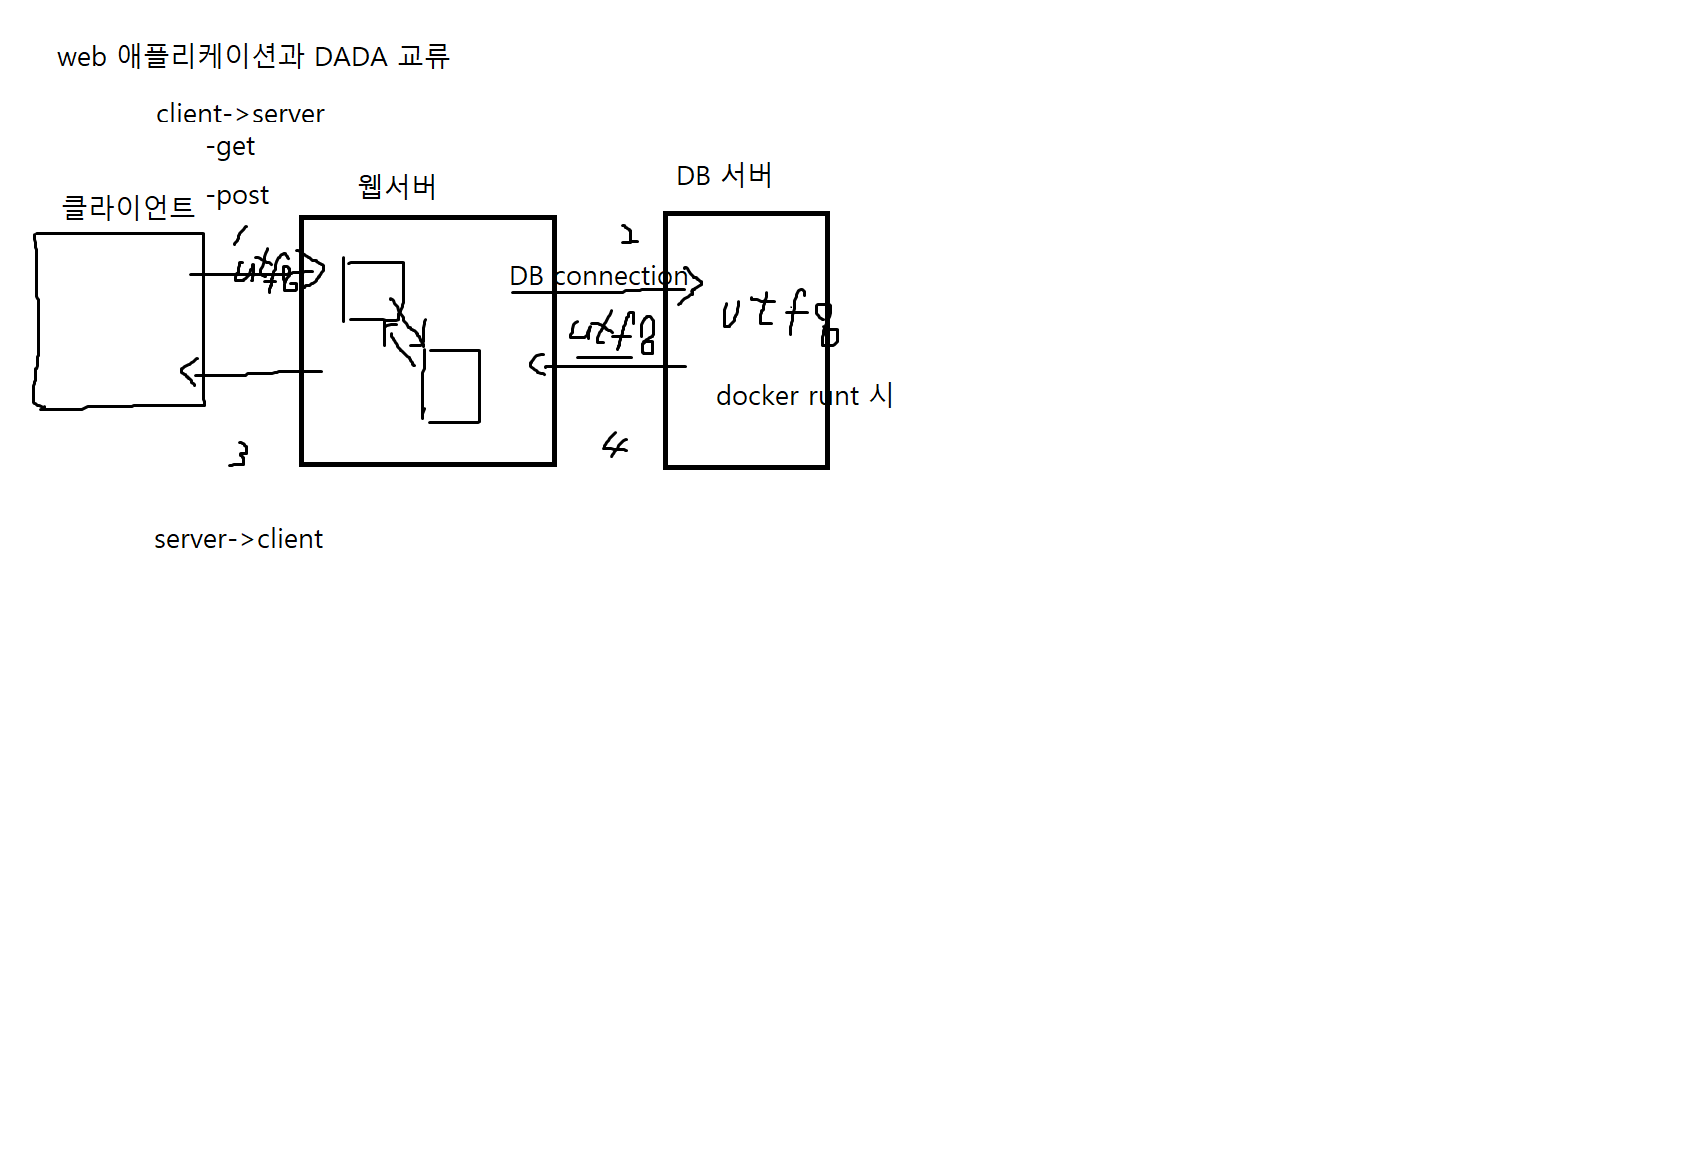 web 애플리케이션과 DADA 교류
client->server
-get
-post
클라이언트
웹서버
DB 서버
1
utf8
2
DB connection
utf8
utf8
docker runt 시
3
4
server->client